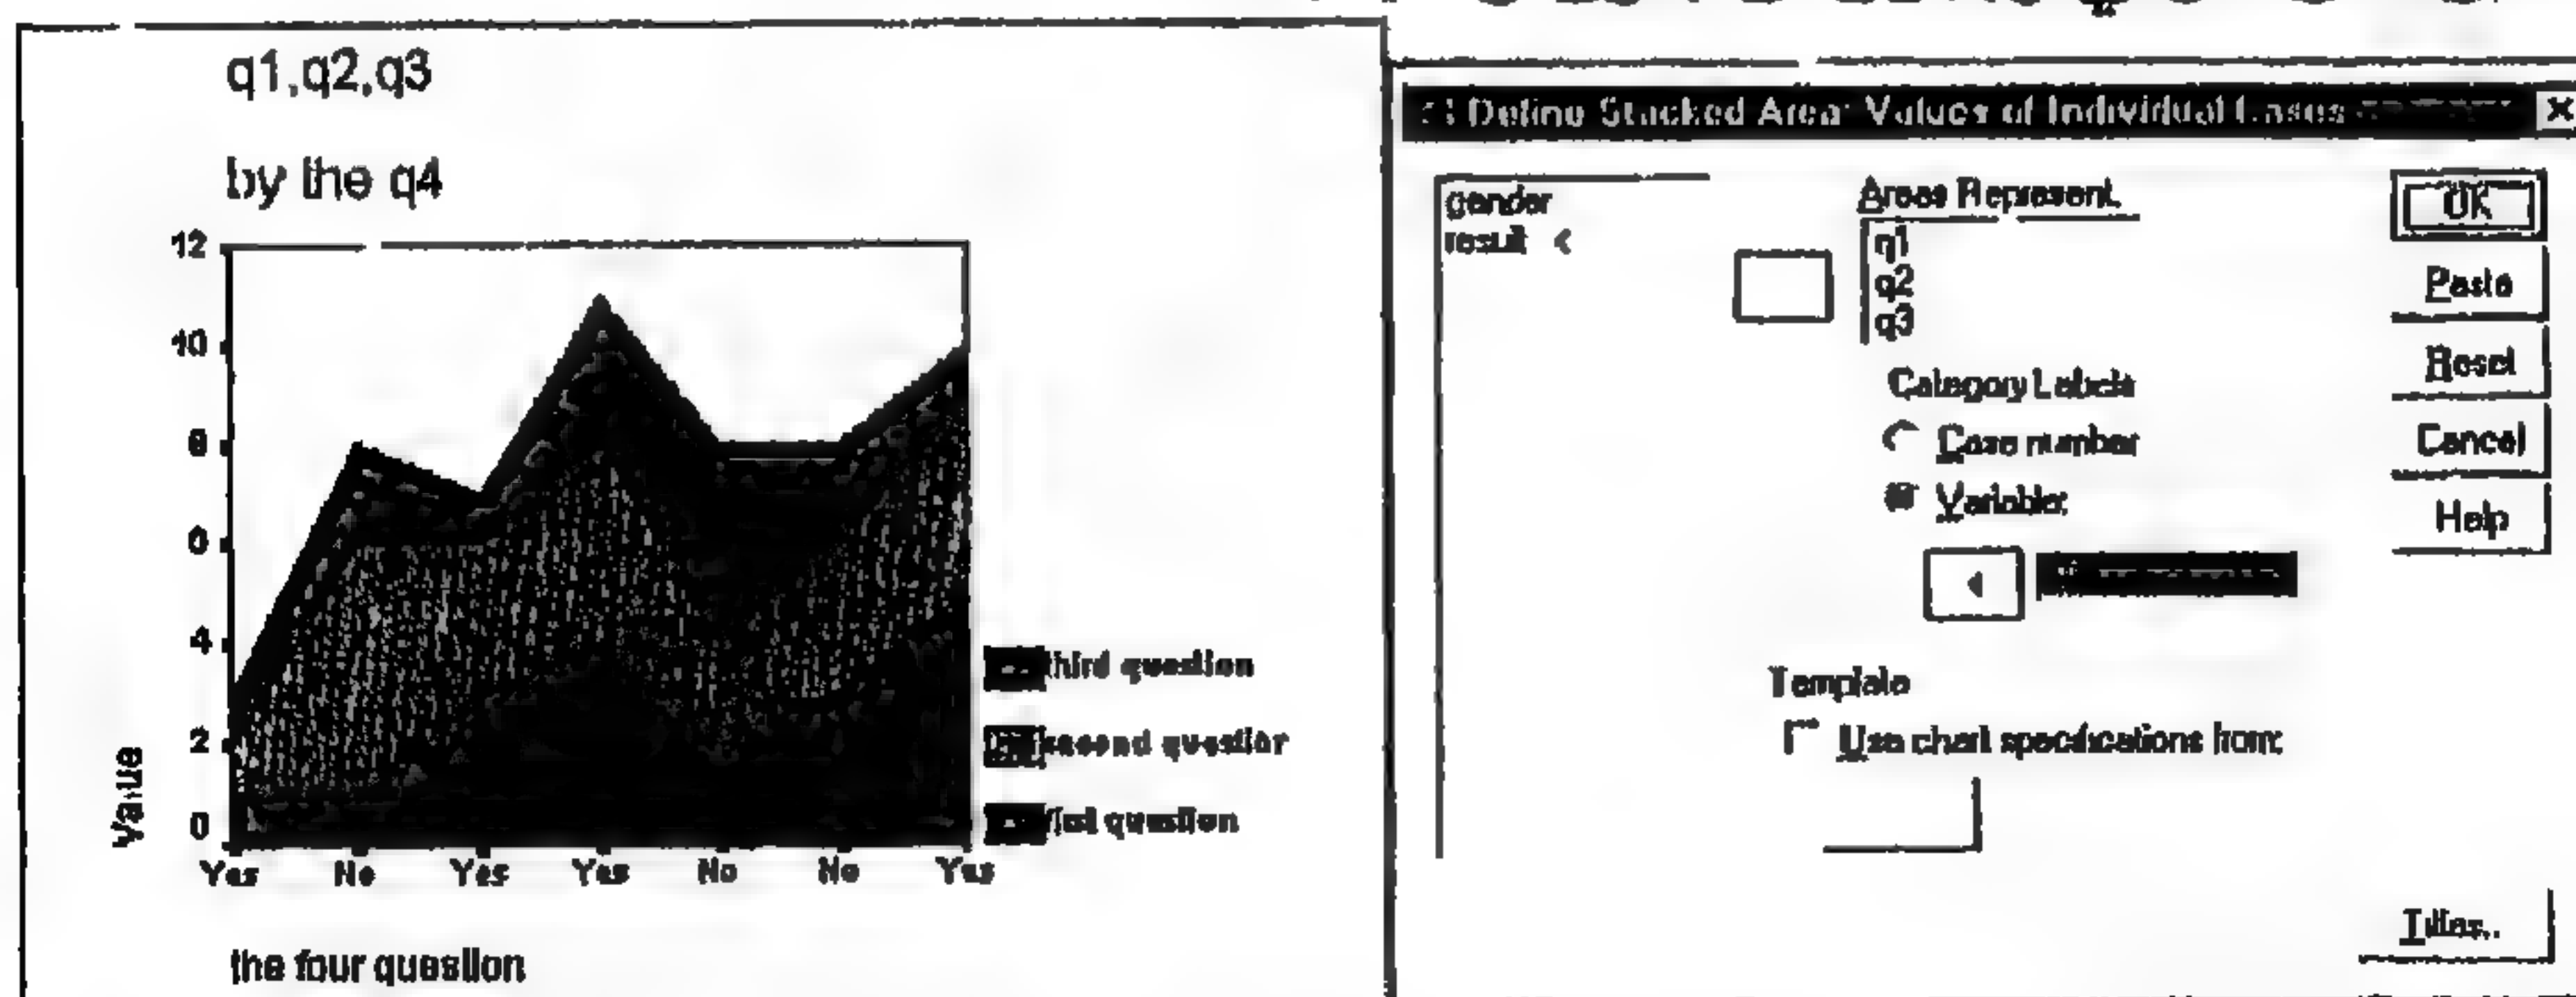 q1,q2,q3
by the q4
12
10
8
6
4
2
0
Value
Yes No Yes Yes No No Yes
the four question
third question
second question
first question
Define Stacked Area: Values of Individual Cases
gender
result
Areas Represent:
q1
q2
q3
Category Labels
Case number
Variable:
Template
Use chart specifications from:
OK
Paste
Reset
Cancel
Help
Titles..